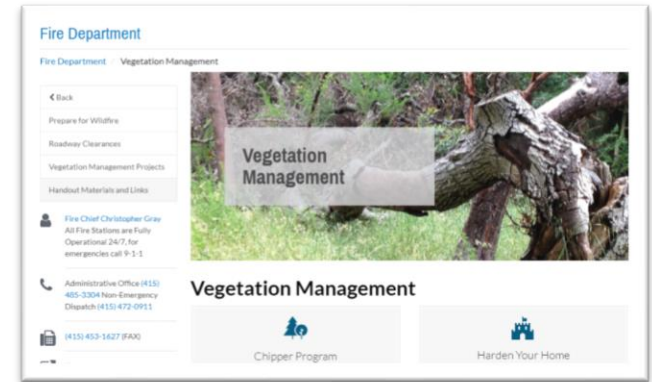 Fire Department
Fire Department / Vegetation Management
Back
Prepare for Wildfire
Roadway Clearances
Vegetation Management Projects
Handout Materials and Links
Fire Chief Christopher Gray
All Fire Stations are Fully
Operational 24/7, for
emergencies call 9-1-1
Administrative Office (415)
485-3304 Non-Emergency
Dispatch (415) 472-0911
(415) 453-1627 (FAX)
Vegetation
Management
Vegetation Management
Chipper Program
Harden Your Home